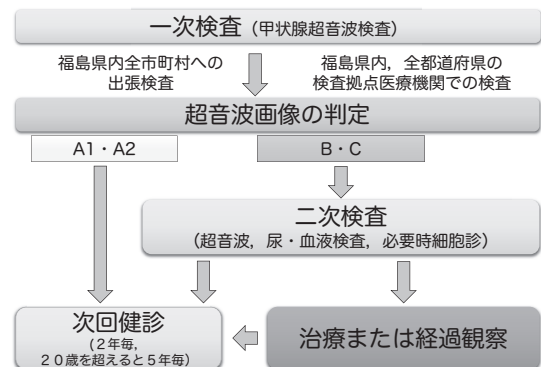 一次検査（甲状腺超音波検査）
福島県内全市町村への
出張検査
福島県内，全都道府県の
検査拠点医療機関での検査
超音波画像の判定
A1・A2
B・C
二次検査
（超音波，尿・血液検査，必要時細胞診）
次回健診
（２年毎，
２０歳を超えると５年毎）
治療または経過観察